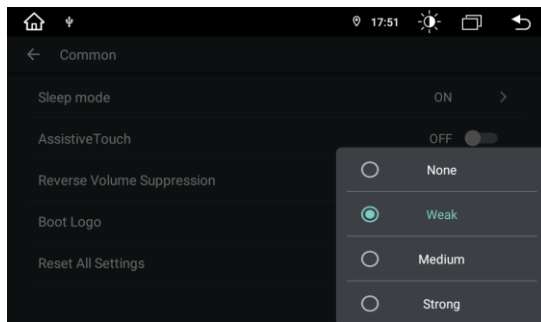 17:51
Common
Sleep mode ON
AssistiveTouch OFF
Reverse Volume Suppression
None
Boot Logo
Weak
Reset All Settings
Medium
Strong